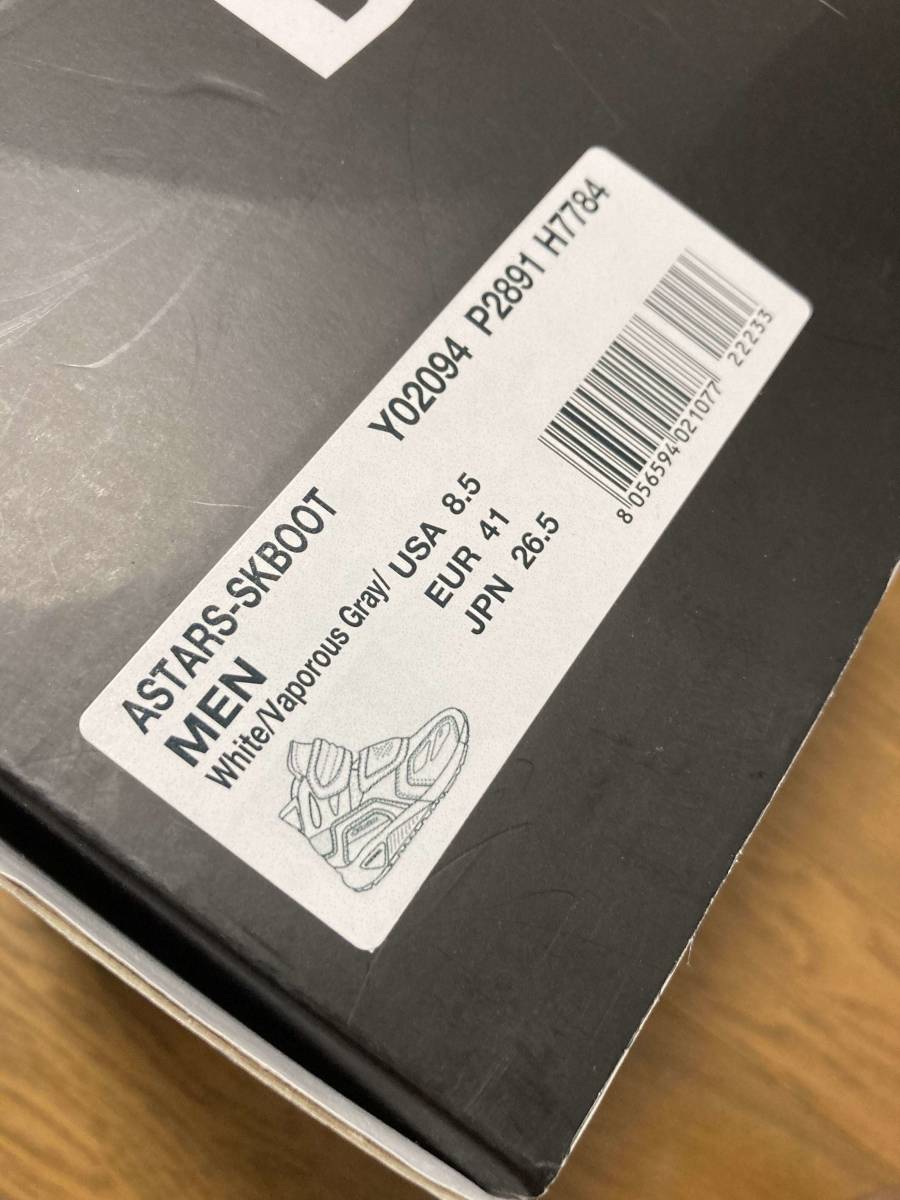 ASTARS-SKBOOT Y02094 P2891 H7784
MEN
White/Vaporous Gray/ USA 8.5
EUR 41
JPN 26.5
8 056594 021077 22233